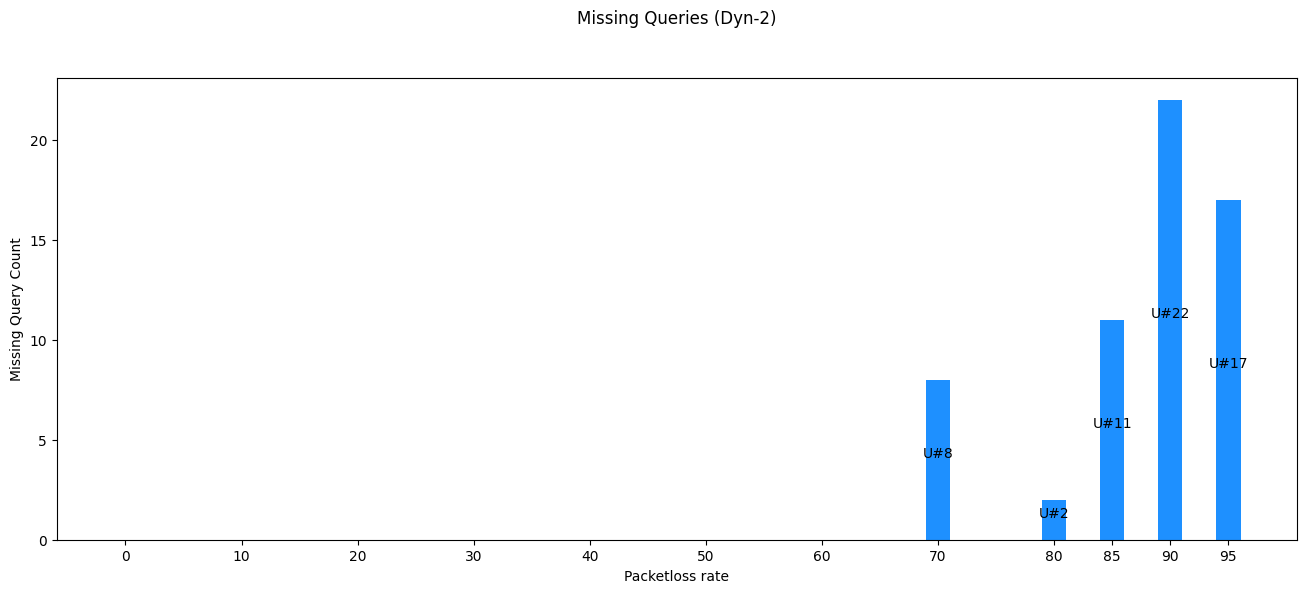 Missing Queries (Dyn-2)
Missing Query Count
20
15
10
5
0
U#8
U#2
U#11
U#22
U#17
0 10 20 30 40 50 60 70 80 85 90 95
Packetloss rate